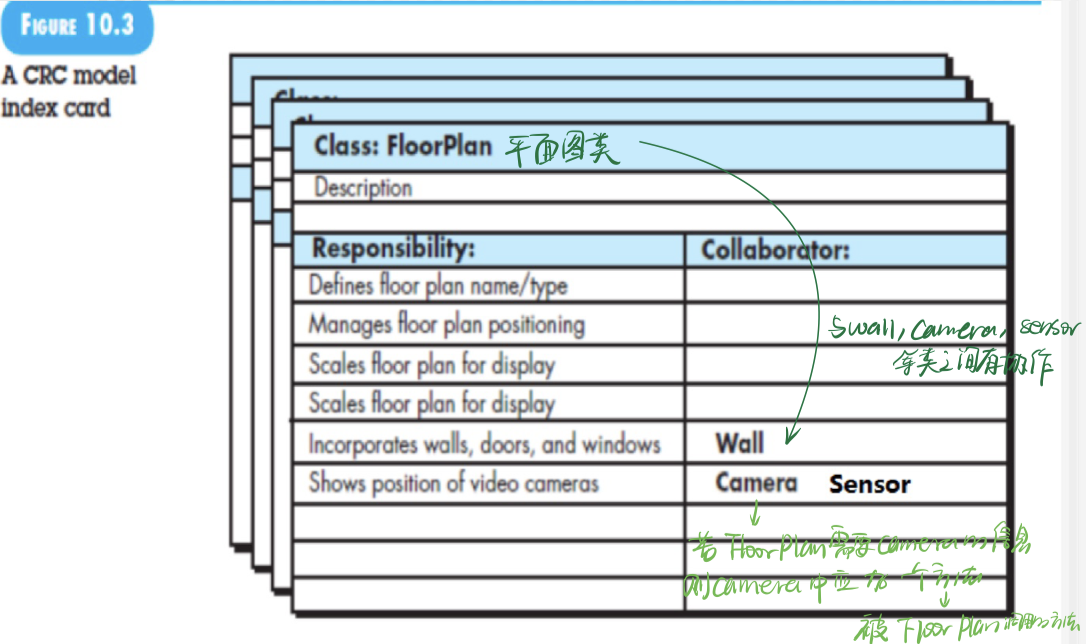 FIGURE 10.3
A CRC model
index card
Class:
Class: FloorPlan 平面图类
Description
Responsibility: Collaborator:
Defines floor plan name/type
Manages floor plan positioning
与wall, camera, sensor
Scales floor plan for display
等类之间有协作
Scales floor plan for display
Incorporates walls, doors, and windows Wall
Shows position of video cameras Camera Sensor
若FloorPlan需要camera的信息
则camera中应有一个方法
被FloorPlan调用的方法